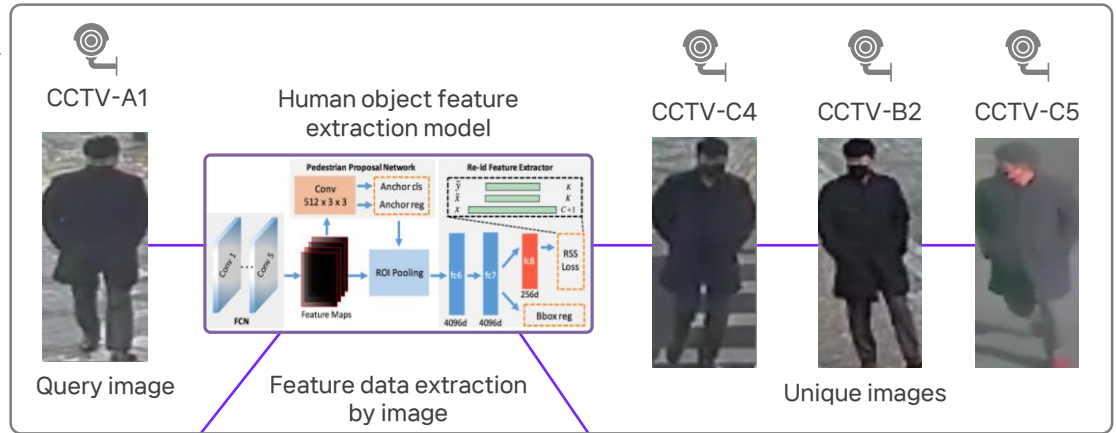 CCTV-A1
Query image
Human object feature
extraction model
Pedestrian Proposal Network
Conv
512 x 3 x 3
Anchor cls
Anchor reg
Re-id Feature Extractor
ỹ K
x̃ K
x C+1
Conv 1
...
Conv 5
FCN
Feature Maps
ROI Pooling
fc6
4096d
fc7
4096d
fc8
256d
RSS
Loss
Bbox reg
Feature data extraction
by image
CCTV-C4
CCTV-B2
CCTV-C5
Unique images